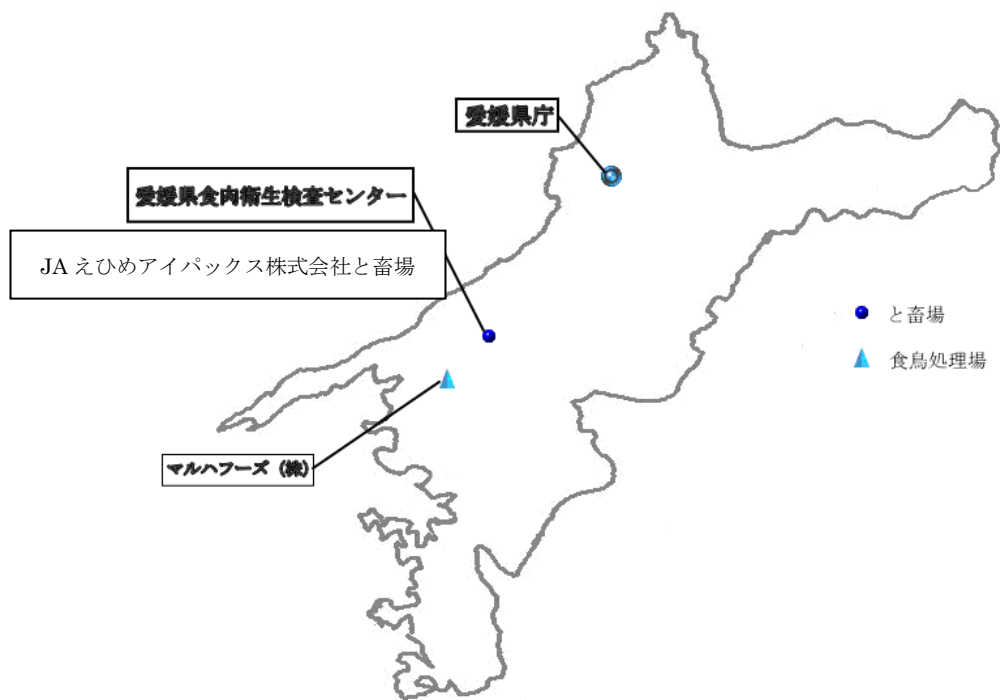 愛媛県庁
愛媛県食肉衛生検査センター
JAえひめアイパックス株式会社と畜場
と畜場
食鳥処理場
マルハフーズ（株）